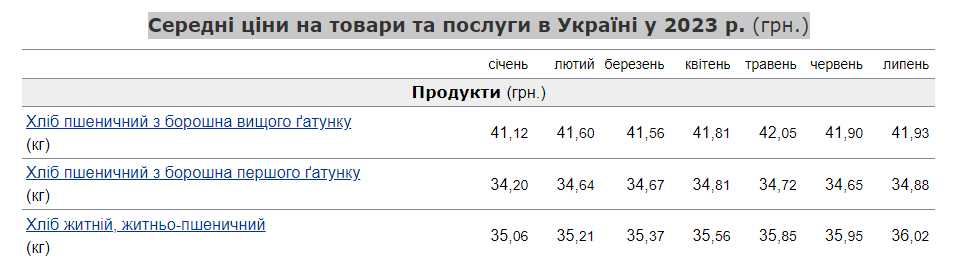 Середні ціни на товари та послуги в Україні у 2023 р. (грн.)
січень лютий березень квітень травень червень липень
Продукти (грн.)
Хліб пшеничний з борошна вищого ґатунку
(кг) 41,12 41,60 41,56 41,81 42,05 41,90 41,93
Хліб пшеничний з борошна першого ґатунку
(кг) 34,20 34,64 34,67 34,81 34,72 34,65 34,88
Хліб житній, житньо-пшеничний
(кг) 35,06 35,21 35,37 35,56 35,85 35,95 36,02